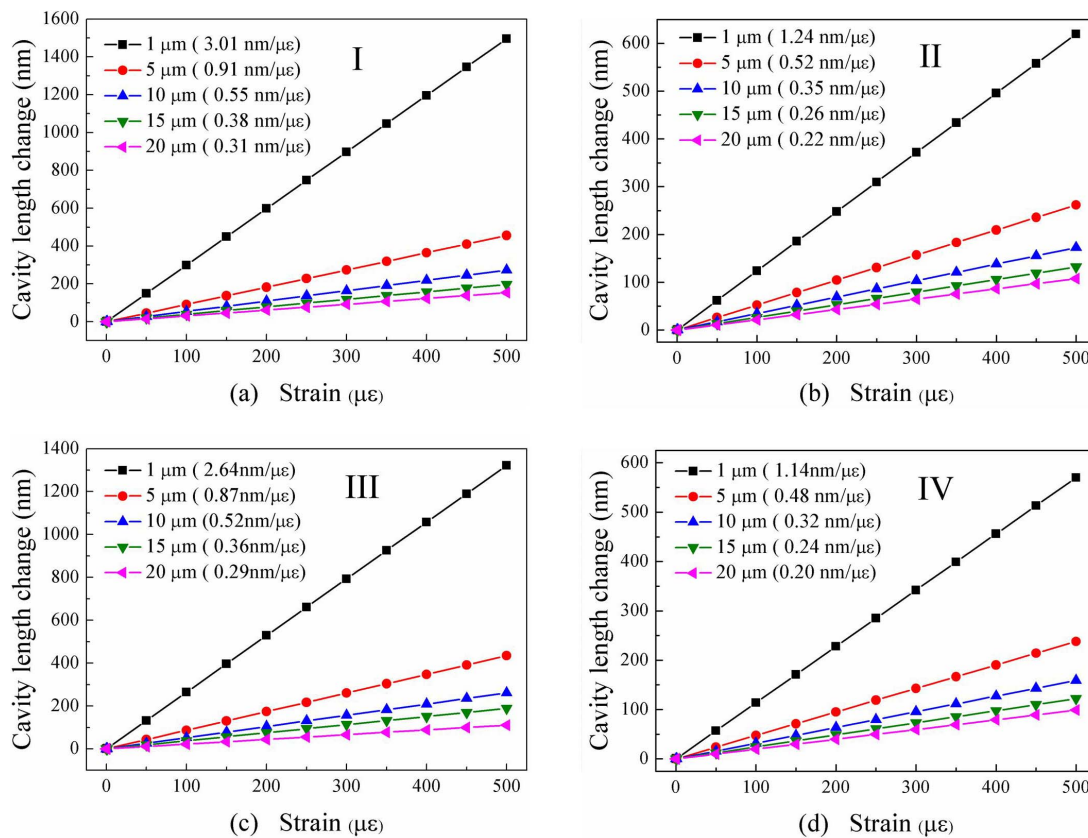 1600
1400
1200
1000
800
600
400
200
0
Cavity length change (nm)
1 μm ( 3.01 nm/με)
5 μm ( 0.91 nm/με)
10 μm ( 0.55 nm/με)
15 μm ( 0.38 nm/με)
20 μm ( 0.31 nm/με)
I
0 100 200 300 400 500
(a) Strain (με)
600
500
400
300
200
100
0
Cavity length change (nm)
1 μm ( 1.24 nm/με)
5 μm ( 0.52 nm/με)
10 μm ( 0.35 nm/με)
15 μm ( 0.26 nm/με)
20 μm ( 0.22 nm/με)
II
0 100 200 300 400 500
(b) Strain (με)
1400
1200
1000
800
600
400
200
0
Cavity length change (nm)
1 μm ( 2.64nm/με)
5 μm ( 0.87nm/με)
10 μm (0.52nm/με)
15 μm ( 0.36nm/με)
20 μm ( 0.29nm/με)
III
0 100 200 300 400 500
(c) Strain (με)
600
500
400
300
200
100
0
Cavity length change (nm)
1 μm ( 1.14nm/με)
5 μm ( 0.48 nm/με)
10 μm ( 0.32 nm/με)
15 μm ( 0.24 nm/με)
20 μm ( 0.20 nm/με)
IV
0 100 200 300 400 500
(d) Strain (με)